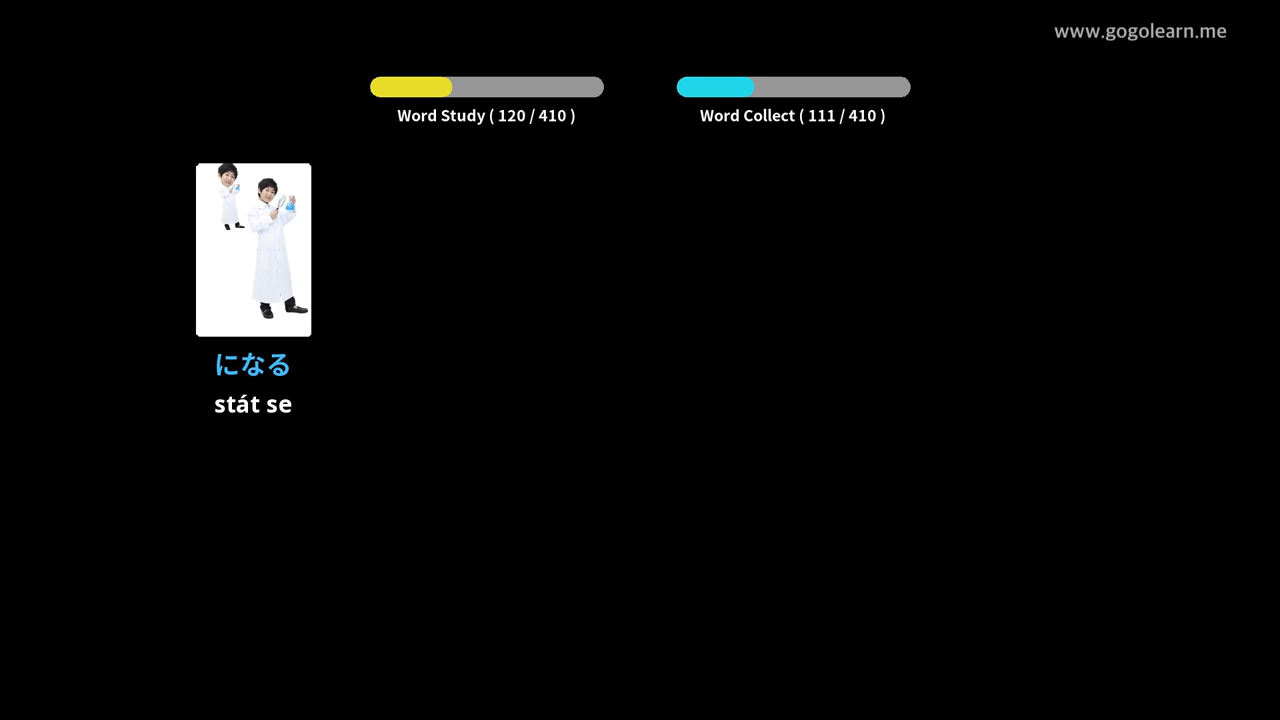 www.gogolearn.me
Word Study ( 120 / 410 )
Word Collect ( 111 / 410 )
になる
stát se